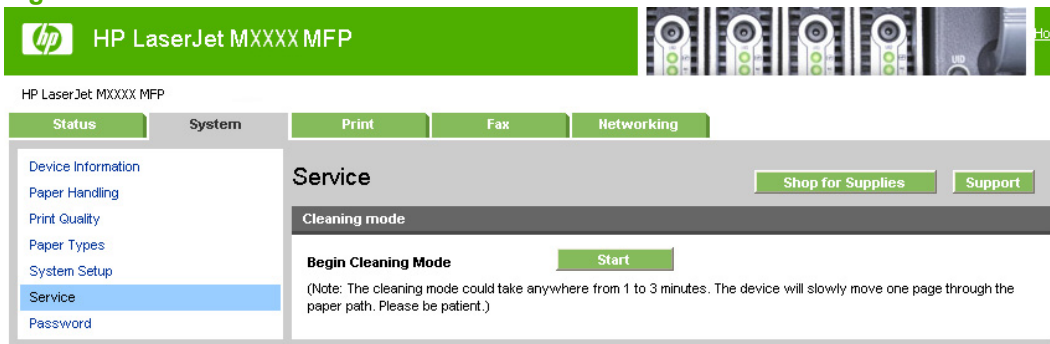 hp
HP LaserJet MXXXX MFP
UID
HP LaserJet MXXXX MFP
Status System Print Fax Networking
Device Information
Paper Handling
Print Quality
Paper Types
System Setup
Service
Password
Service
Shop for Supplies Support
Cleaning mode
Begin Cleaning Mode Start
(Note: The cleaning mode could take anywhere from 1 to 3 minutes. The device will slowly move one page through the
paper path. Please be patient.)